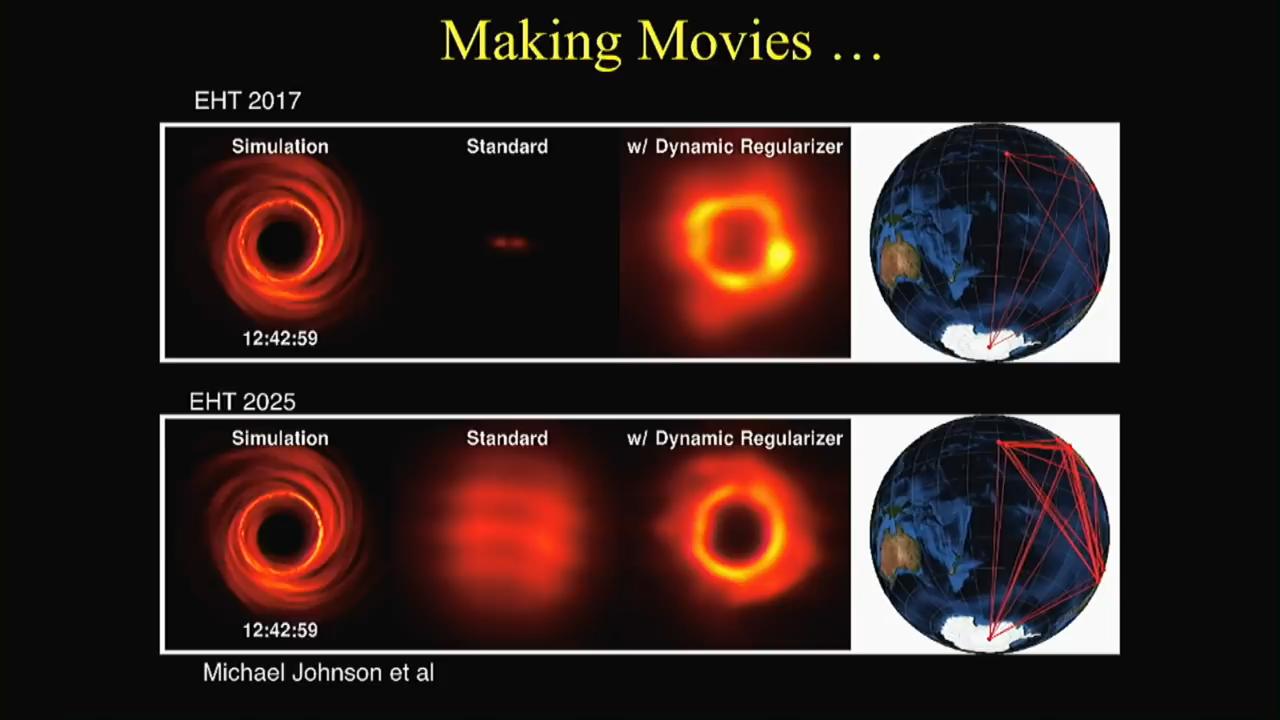 Making Movies ...
EHT 2017
Simulation
Standard
w/ Dynamic Regularizer
12:42:59
EHT 2025
Simulation
Standard
w/ Dynamic Regularizer
12:42:59
Michael Johnson et al